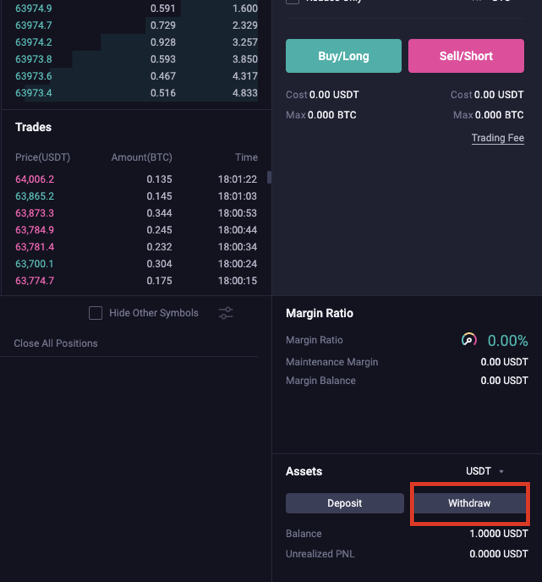 63974.9 0.591 1.600
63974.7 0.729 2.329
63974.2 0.928 3.257
63973.8 0.593 3.850
63973.6 0.467 4.317
63973.4 0.516 4.833
Buy/Long Sell/Short
Cost 0.00 USDT Cost 0.00 USDT
Max 0.000 BTC Max 0.000 BTC
Trading Fee
Trades
Price(USDT) Amount(BTC) Time
64,006.2 0.135 18:01:22
63,865.2 0.145 18:01:03
63,873.3 0.344 18:00:53
63,784.9 0.245 18:00:44
63,781.4 0.232 18:00:34
63,700.1 0.304 18:00:24
63,774.7 0.175 18:00:15
Hide Other Symbols
Close All Positions
Margin Ratio
Margin Ratio 0.00%
Maintenance Margin 0.00 USDT
Margin Balance 0.00 USDT
Assets USDT
Deposit Withdraw
Balance 1.0000 USDT
Unrealized PNL 0.0000 USDT